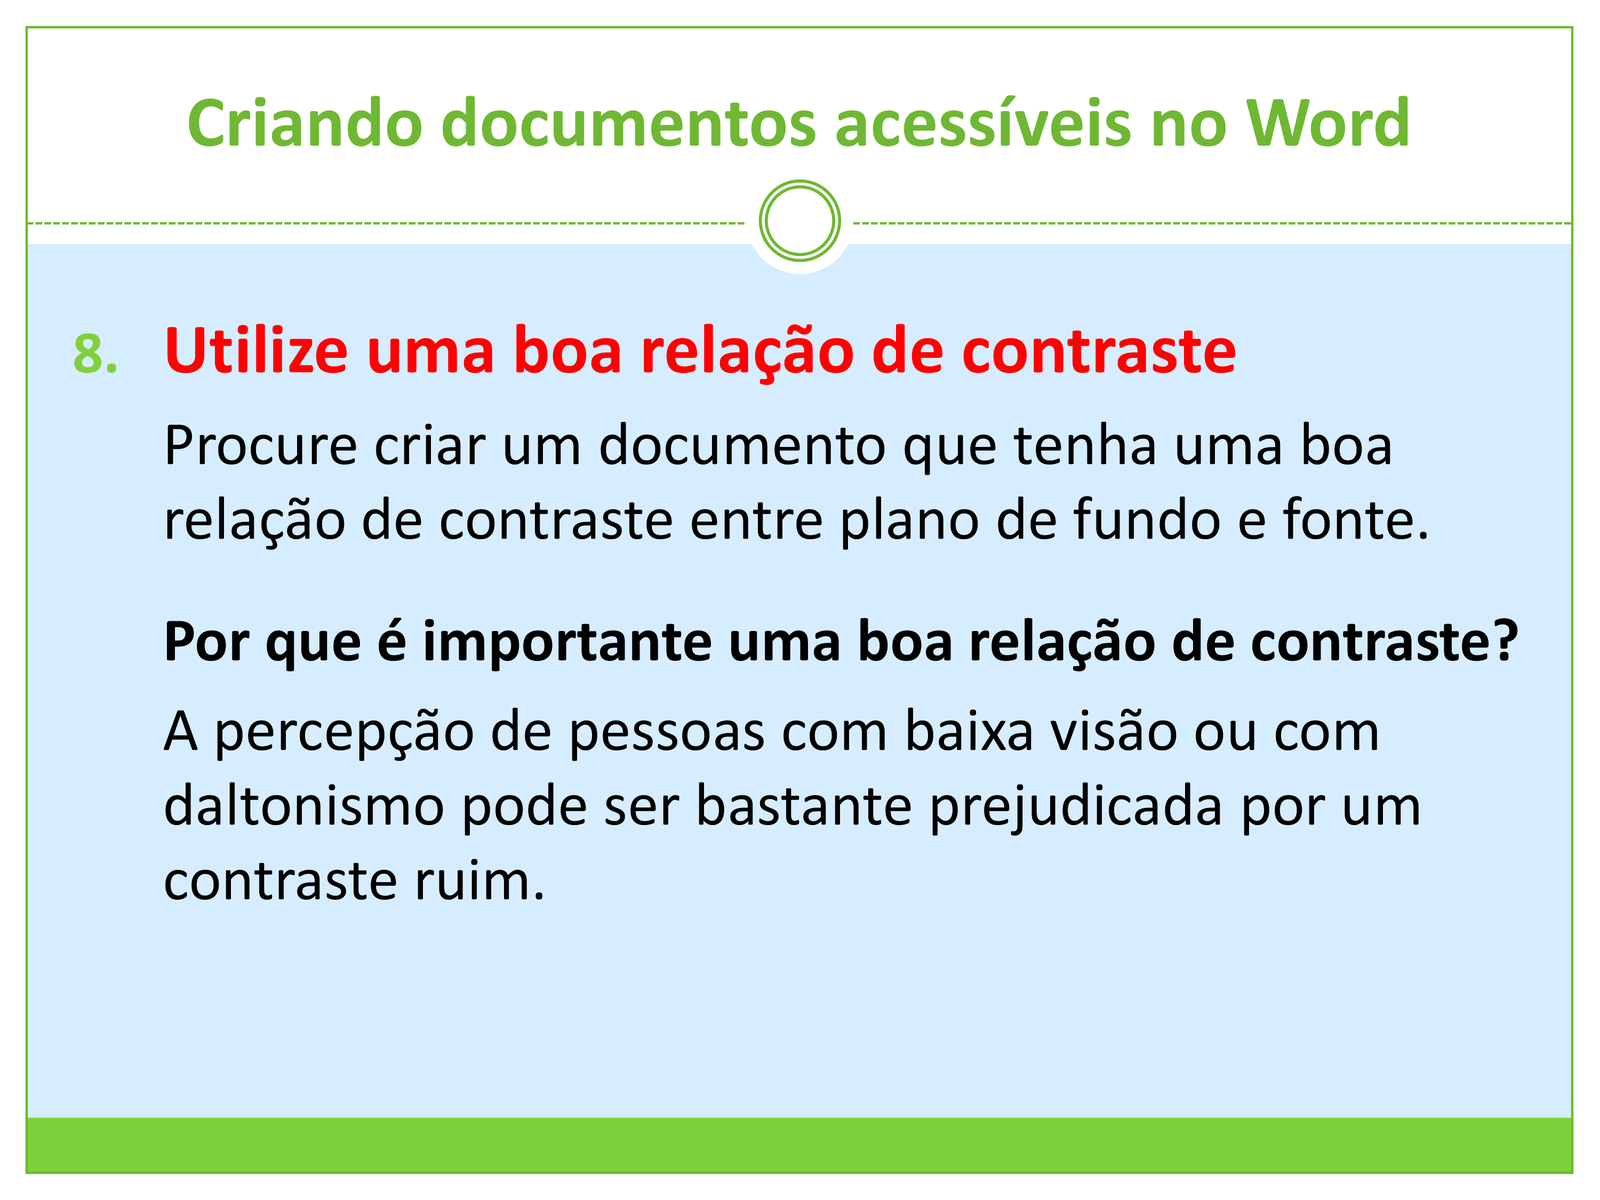 Criando documentos acessíveis no Word
8. Utilize uma boa relação de contraste
Procure criar um documento que tenha uma boa
relação de contraste entre plano de fundo e fonte.
Por que é importante uma boa relação de contraste?
A percepção de pessoas com baixa visão ou com
daltonismo pode ser bastante prejudicada por um
contraste ruim.